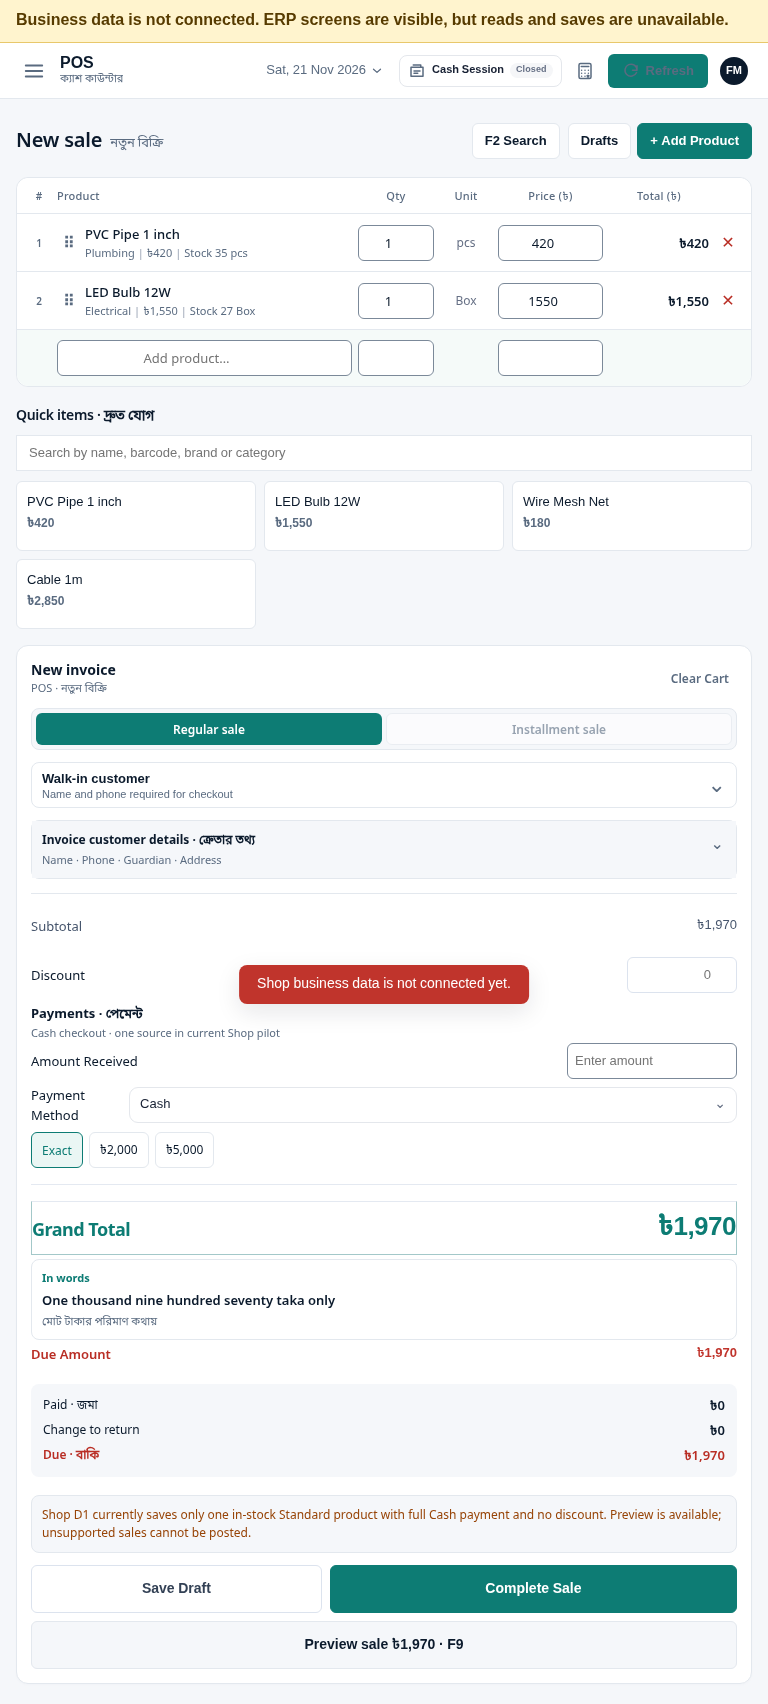 Business data is not connected. ERP screens are visible, but reads and saves are unavailable.
POS
ক্যাশ কাউন্টার
Sat, 21 Nov 2026
Cash Session Closed
Refresh
FM
New sale নতুন বিক্রি
F2 Search
Drafts
+ Add Product
# Product Qty Unit Price (৳) Total (৳)
1 PVC Pipe 1 inch 1 pcs 420 ৳420 ✕
Plumbing | ৳420 | Stock 35 pcs
2 LED Bulb 12W 1 Box 1550 ৳1,550 ✕
Electrical | ৳1,550 | Stock 27 Box
Add product...
Quick items · দ্রুত যোগ
Search by name, barcode, brand or category
PVC Pipe 1 inch
৳420
LED Bulb 12W
৳1,550
Wire Mesh Net
৳180
Cable 1m
৳2,850
New invoice
POS · নতুন বিক্রি
Clear Cart
Regular sale
Installment sale
Walk-in customer
Name and phone required for checkout
Invoice customer details · ক্রেতার তথ্য
Name · Phone · Guardian · Address
Subtotal ৳1,970
Discount 0
Shop business data is not connected yet.
Payments · পেমেন্ট
Cash checkout · one source in current Shop pilot
Amount Received Enter amount
Payment Method Cash
Exact ৳2,000 ৳5,000
Grand Total ৳1,970
In words
One thousand nine hundred seventy taka only
মোট টাকার পরিমাণ কথায়
Due Amount ৳1,970
Paid · জমা ৳0
Change to return ৳0
Due · বাকি ৳1,970
Shop D1 currently saves only one in-stock Standard product with full Cash payment and no discount. Preview is available;
unsupported sales cannot be posted.
Save Draft
Complete Sale
Preview sale ৳1,970 · F9